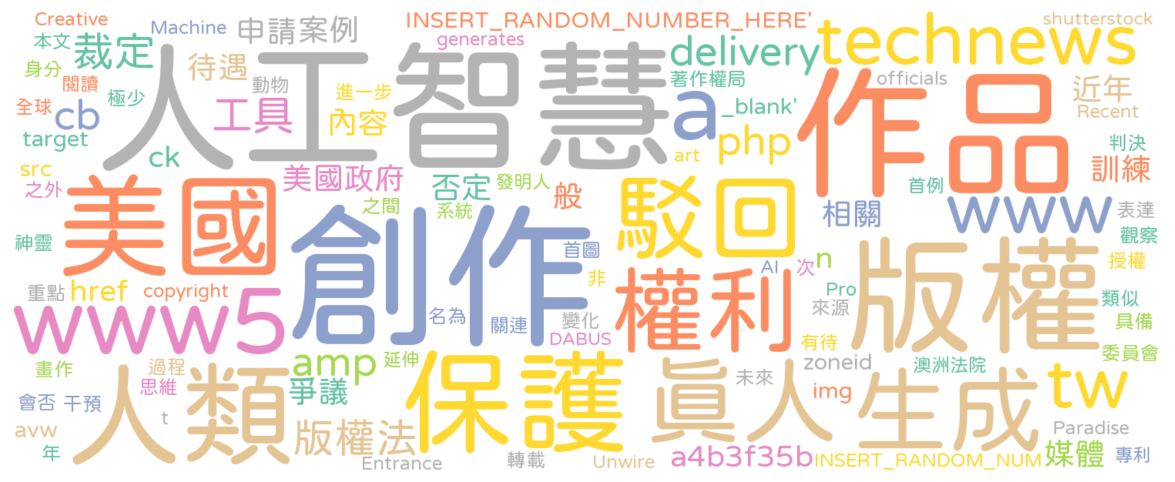 Creative
Machine
申請案例
INSERT_RANDOM_NUMBER_HERE'
shutterstock
本文
裁定
generates
delivery
technews
身分
閱讀
待遇
動物
人工智慧
著作權局
officials
近年
全球
極少
進一步
作品
Recent
cb
工具
內容
a
_blank'
target
ck
php
判決
src
art
訓練
之外
美國
美國政府
否定
發明人
般
駁回
首例
相關
www
表達
之間
系統
創作
觀察
神靈
首圖
AI
次
n
版權
授權
重點
href
copyright
非
權利
Pro
來源
類似
www5
名為
關連
變化
具備
DABUS
有待
畫作
過程
amp
延伸
保護
zoneid
澳洲法院
委員會
思維
人類
爭議
真人
未來
img
生成
tw
會否
干預
t
avw
版權法
Paradise
年
Entrance
轉載
Unwire
a4b3f35b
INSERT_RANDOM_NUM
媒體
專利